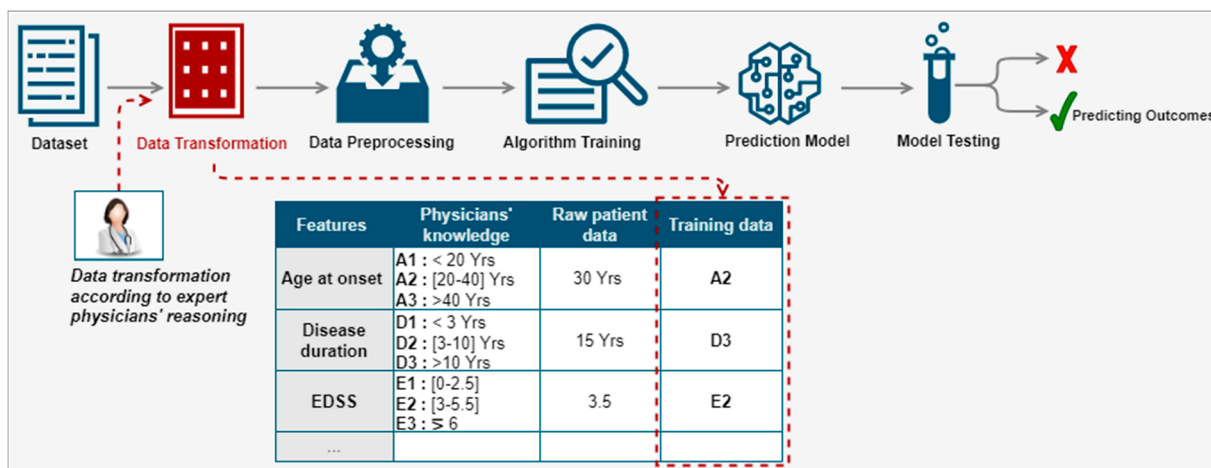 Dataset
Data Transformation
Data Preprocessing
Algorithm Training
Prediction Model
Model Testing
X
Predicting Outcomes
Data transformation
according to expert
physicians' reasoning
Features
Physicians'
knowledge
Raw patient
data
Training data
Age at onset
A1 : < 20 Yrs
A2 : [20-40] Yrs
A3 : >40 Yrs
30 Yrs
A2
Disease
duration
D1 : < 3 Yrs
D2 : [3-10] Yrs
D3 : >10 Yrs
15 Yrs
D3
EDSS
E1 : [0-2.5]
E2 : [3-5.5]
E3 : ⋝ 6
3.5
E2
...